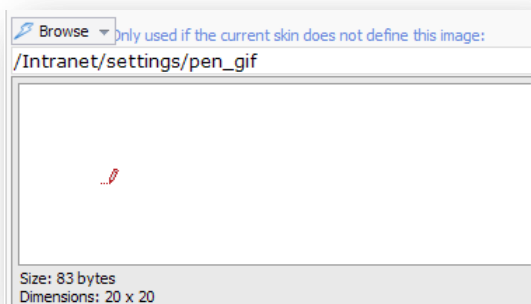 Browse
Only used if the current skin does not define this image:
/Intranet/settings/pen_gif
Size: 83 bytes
Dimensions: 20 x 20